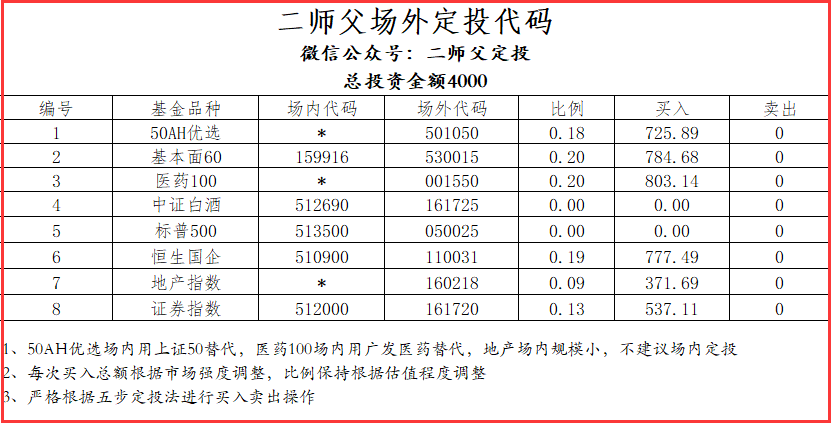 二师父场外定投代码
微信公众号：二师父定投
总投资金额4000
编号 基金品种 场内代码 场外代码 比例 买入 卖出
1 50AH优选 * 501050 0.18 725.89 0
2 基本面60 159916 530015 0.20 784.68 0
3 医药100 * 001550 0.20 803.14 0
4 中证白酒 512690 161725 0.00 0.00 0
5 标普500 513500 050025 0.00 0.00 0
6 恒生国企 510900 110031 0.19 777.49 0
7 地产指数 * 160218 0.09 371.69 0
8 证券指数 512000 161720 0.13 537.11 0
1、50AH优选场内用上证50替代，医药100场内用广发医药替代，地产场内规模小，不建议场内定投
2、每次买入总额根据市场强度调整，比例保持根据估值程度调整
3、严格根据五步定投法进行买入卖出操作